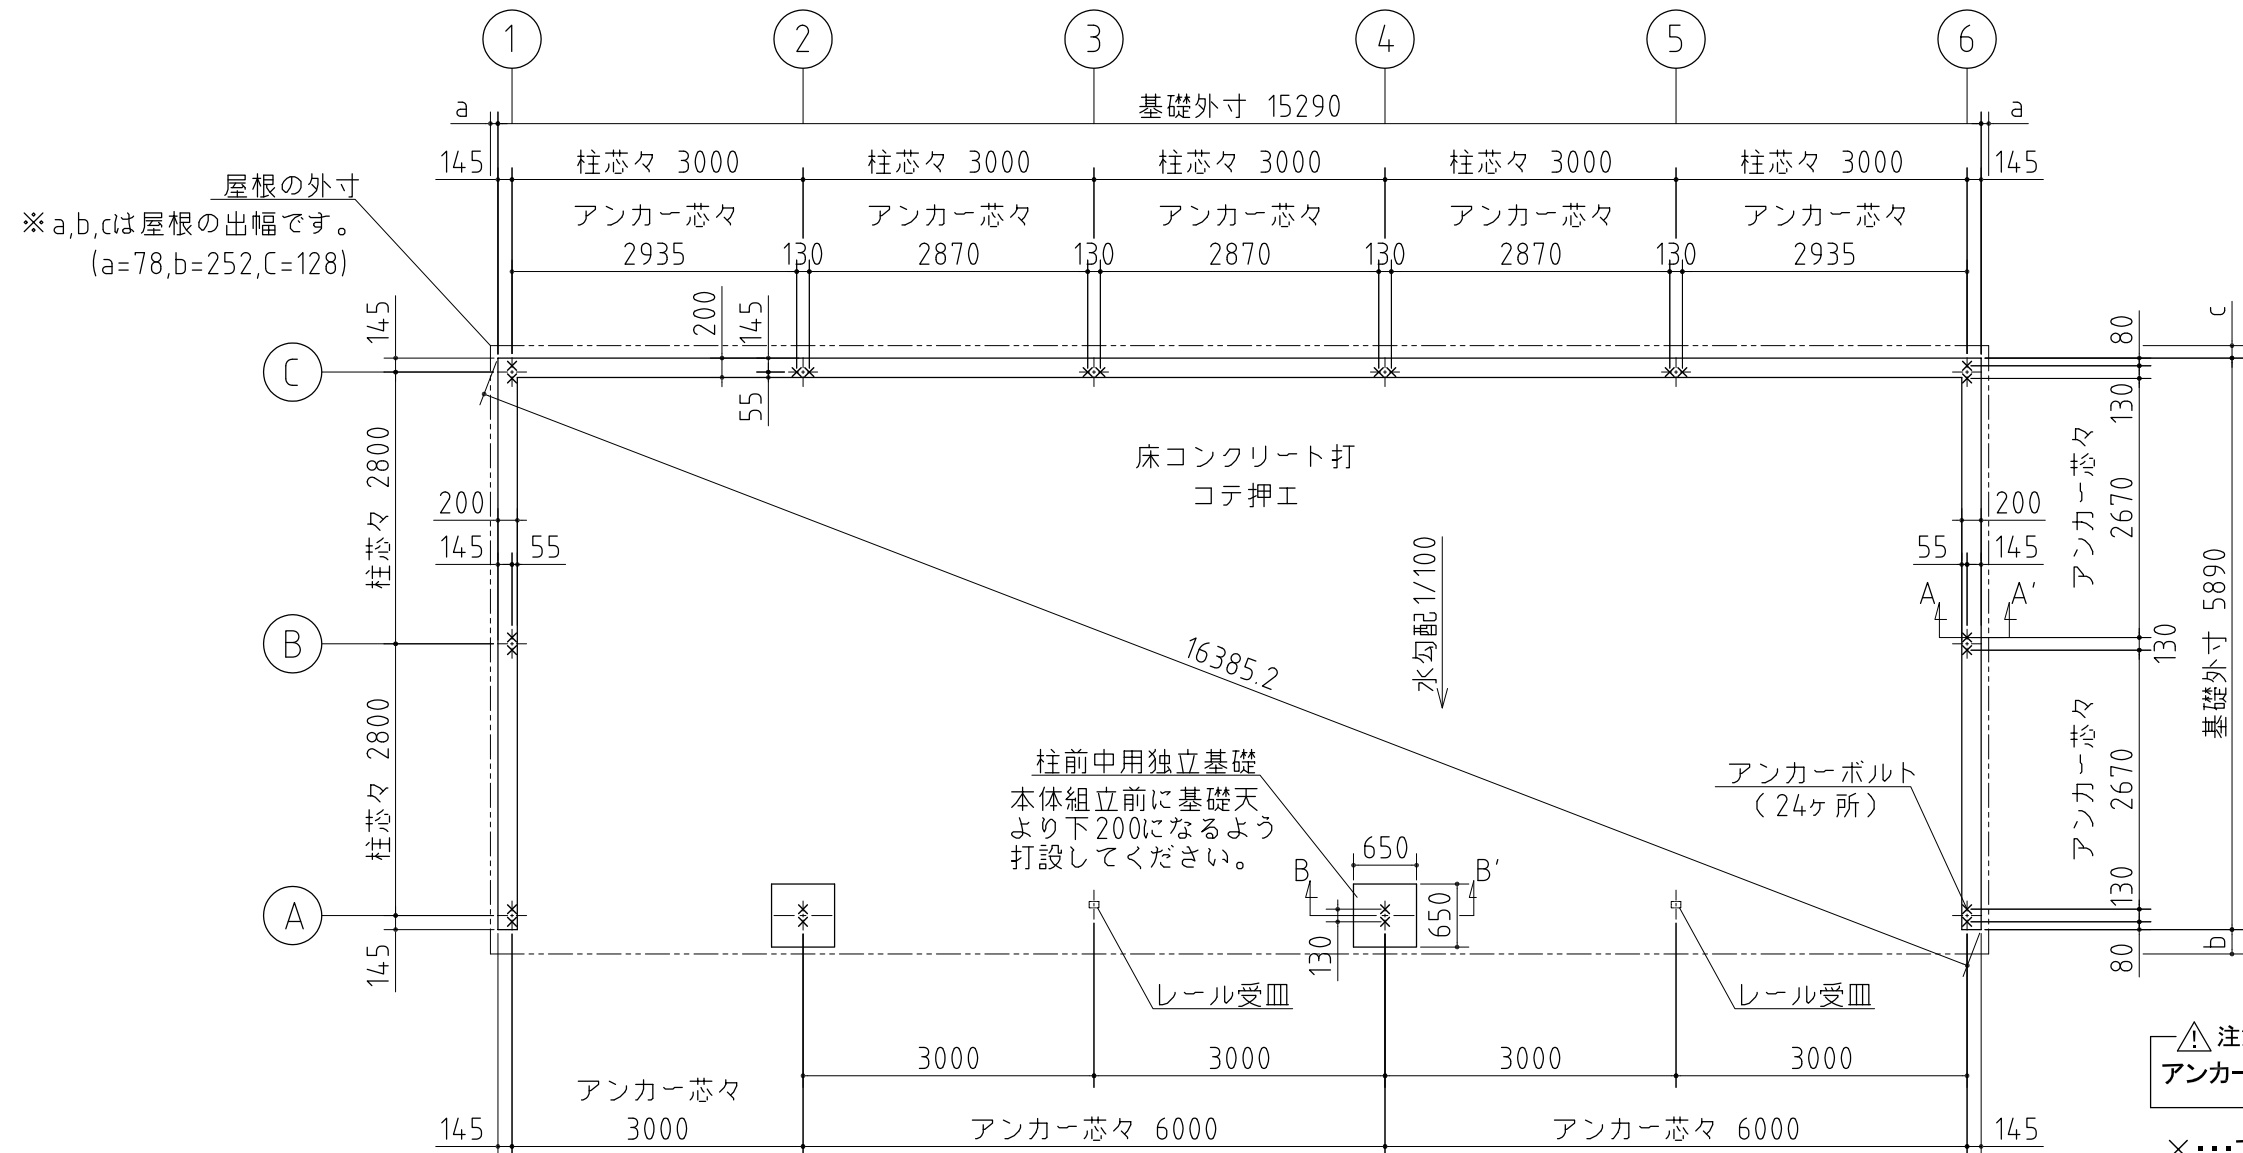 1 2 3 4 5 6
a 基礎外寸 15290 a
145 柱芯々 3000 柱芯々 3000 柱芯々 3000 柱芯々 3000 柱芯々 3000 145
屋根の外寸
※a,b,cは屋根の出幅です。
(a=78,b=252,C=128)
アンカー芯々 アンカー芯々 アンカー芯々 アンカー芯々 アンカー芯々
2935 130 2870 130 2870 130 2870 130 2935
145 200 145 80 c
C
55 130
柱芯々 2800
床コンクリート打
コテ押エ
アンカー芯々
2670
200 200
145 55 55 145
水勾配1/100
A A'
基礎外寸 5890
B
130
16385.2
柱芯々 2800
柱前中用独立基礎
本体組立前に基礎天
より下200になるよう
打設してください。
アンカーボルト
(24ケ所)
アンカー芯々
2670
650
B B'
650
130
A
145
130
80 b
レール受皿 レール受皿
3000 3000 3000 3000
アンカー芯々
145 3000 アンカー芯々 6000 アンカー芯々 6000 145
注
アンカー
×